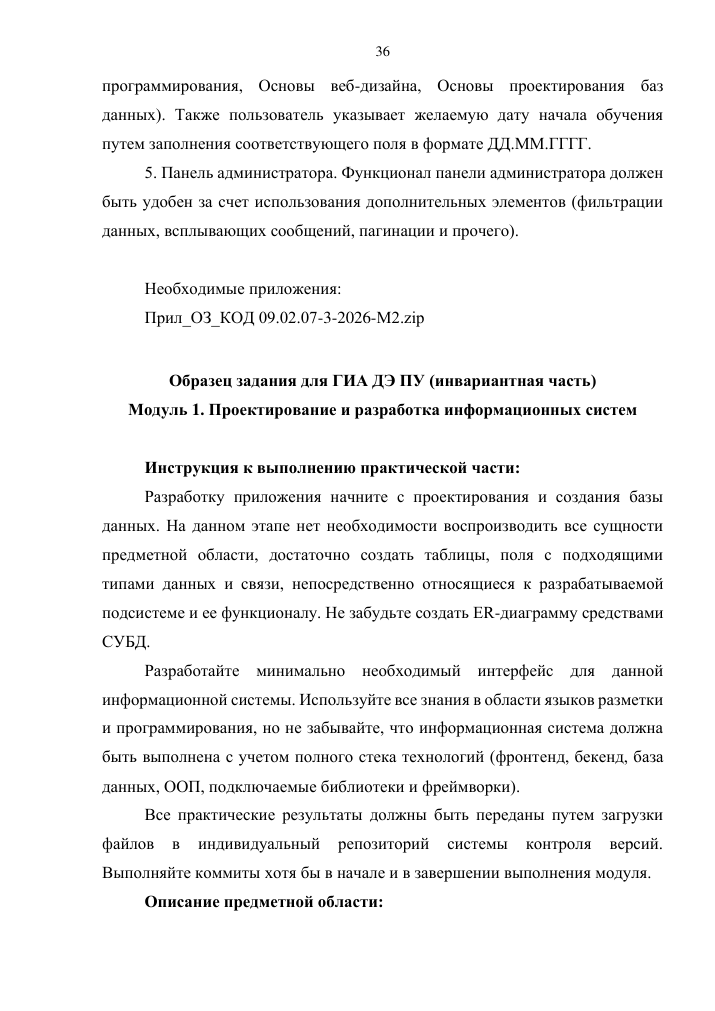 36
программирования, Основы веб-дизайна, Основы проектирования баз
данных). Также пользователь указывает желаемую дату начала обучения
путем заполнения соответствующего поля в формате ДД.ММ.ГГГГ.
5. Панель администратора. Функционал панели администратора должен
быть удобен за счет использования дополнительных элементов (фильтрации
данных, всплывающих сообщений, пагинации и прочего).
Необходимые приложения:
Прил_ОЗ_КОД 09.02.07-3-2026-М2.zip
Образец задания для ГИА ДЭ ПУ (инвариантная часть)
Модуль 1. Проектирование и разработка информационных систем
Инструкция к выполнению практической части:
Разработку приложения начните с проектирования и создания базы
данных. На данном этапе нет необходимости воспроизводить все сущности
предметной области, достаточно создать таблицы, поля с подходящими
типами данных и связи, непосредственно относящиеся к разрабатываемой
подсистеме и ее функционалу. Не забудьте создать ER-диаграмму средствами
СУБД.
Разработайте минимально необходимый интерфейс для данной
информационной системы. Используйте все знания в области языков разметки
и программирования, но не забывайте, что информационная система должна
быть выполнена с учетом полного стека технологий (фронтенд, бекенд, база
данных, ООП, подключаемые библиотеки и фреймворки).
Все практические результаты должны быть переданы путем загрузки
файлов в индивидуальный репозиторий системы контроля версий.
Выполняйте коммиты хотя бы в начале и в завершении выполнения модуля.
Описание предметной области: